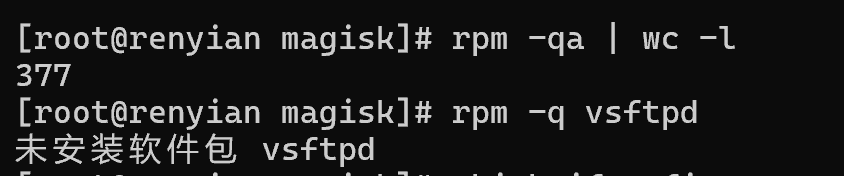 [root@renyian magisk]# rpm -qa | wc -l
377
[root@renyian magisk]# rpm -q vsftpd
未安装软件包 vsftpd